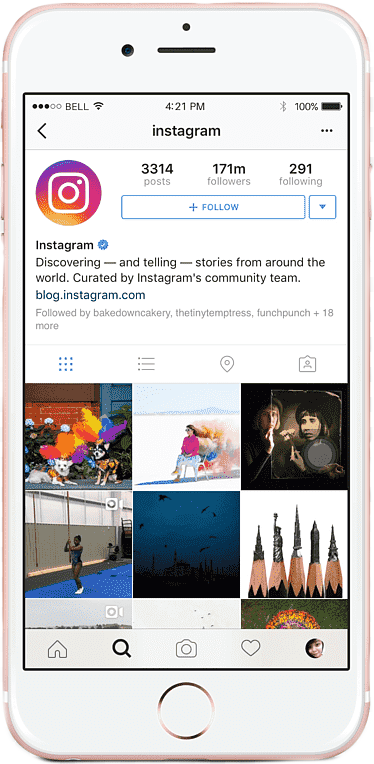 BELL 4:21 PM 100%
instagram
3314 171m 291
posts followers following
+ FOLLOW
Instagram
Discovering — and telling — stories from around the
world. Curated by Instagram's community team.
blog.instagram.com
Followed by bakedowncakery, thetinytemptress, funchpunch + 18
more